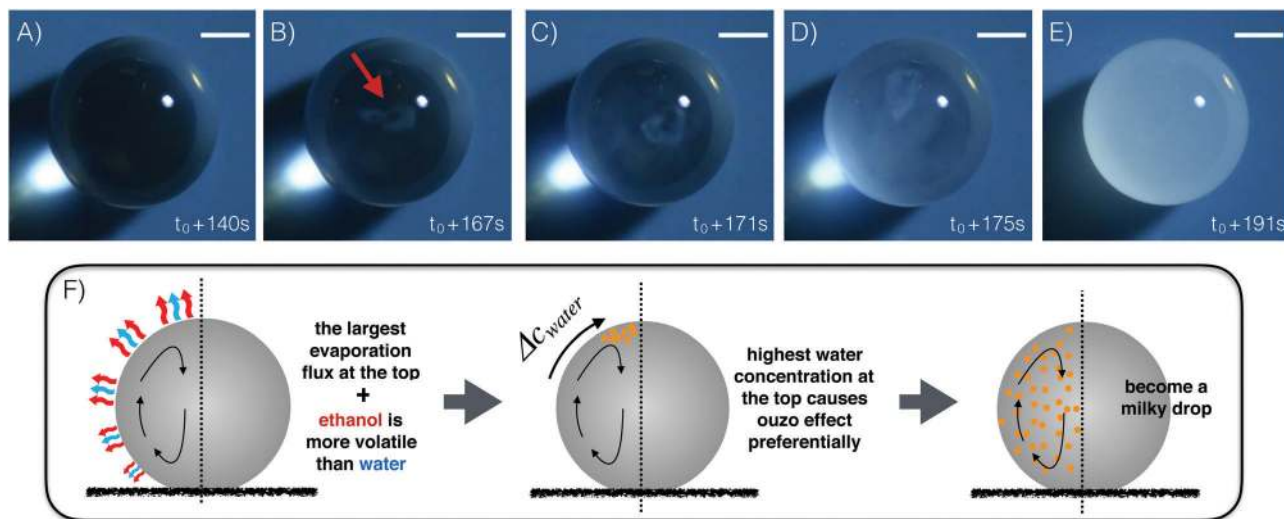 A)
t₀+140s
B)
t₀+167s
C)
t₀+171s
D)
t₀+175s
E)
t₀+191s
F)
the largest
evaporation
flux at the top
+
ethanol is
more volatile
than water
Δc_water
highest water
concentration at
the top causes
ouzo effect
preferentially
become a
milky drop